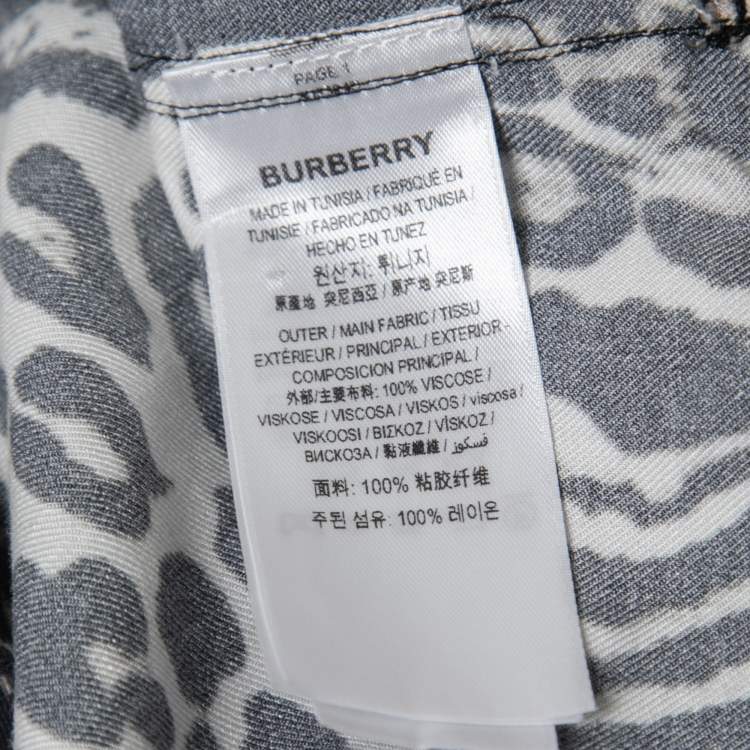 PAGE 1
BURBERRY
MADE IN TUNISIA / FABRIQUÉ EN
TUNISIE / FABRICADO NA TUNISIA /
HECHO EN TUNEZ
원산지: 튀니지
原產地 突尼西亞 / 原产地 突尼斯
OUTER / MAIN FABRIC / TISSU
EXTÉRIEUR / PRINCIPAL / EXTERIOR -
COMPOSICION PRINCIPAL /
外部/主要布料: 100% VISCOSE /
VISKOSE / VISCOSA / VISKOS / viscosa /
VISKOOSI / ΒΙΣΚΟΖ / VİSKOZ /
ВИСКОЗА / 黏液纖維 / فسكوز
面料: 100% 粘胶纤维
주된 섬유: 100% 레이온